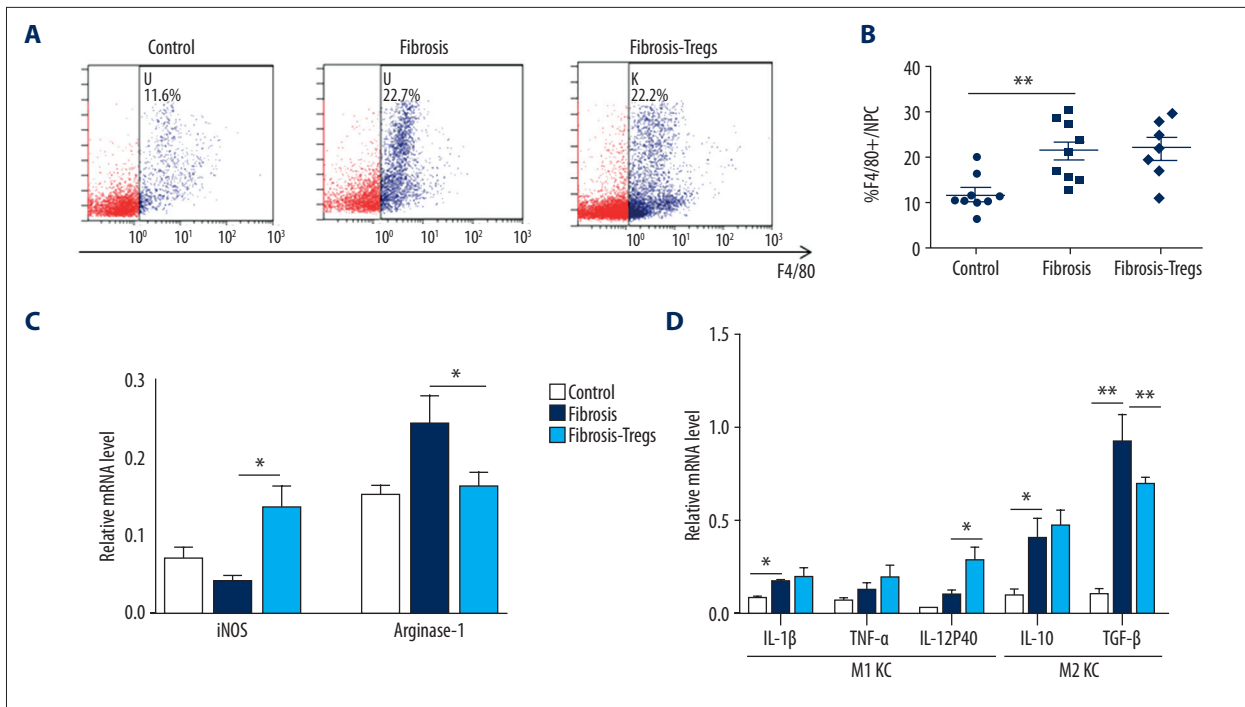 A
Control
Fibrosis
Fibrosis-Tregs
U
11.6%
U
22.7%
K
22.2%
10⁰ 10¹ 10² 10³
10⁰ 10¹ 10² 10³
10⁰ 10¹ 10² 10³
F4/80
B
%F4/80+/NPC
40
30
20
10
0
**
Control Fibrosis Fibrosis-Tregs
C
Relative mRNA level
0.3
0.2
0.1
0.0
*
*
iNOS Arginase-1
Control
Fibrosis
Fibrosis-Tregs
D
Relative mRNA level
1.5
1.0
0.5
0.0
*
*
*
**
**
IL-1β TNF-α IL-12P40 IL-10 TGF-β
M1 KC M2 KC